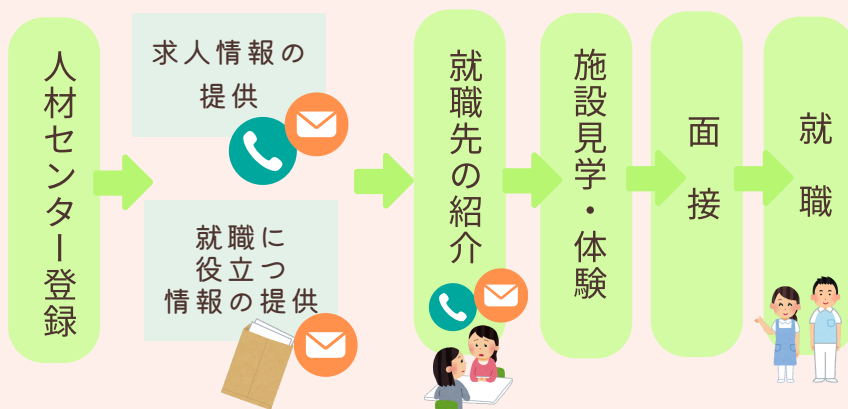 人材センター登録
求人情報の
提供
就職に
役立つ
情報の提供
就職先の紹介
施設見学・体験
面接
就職